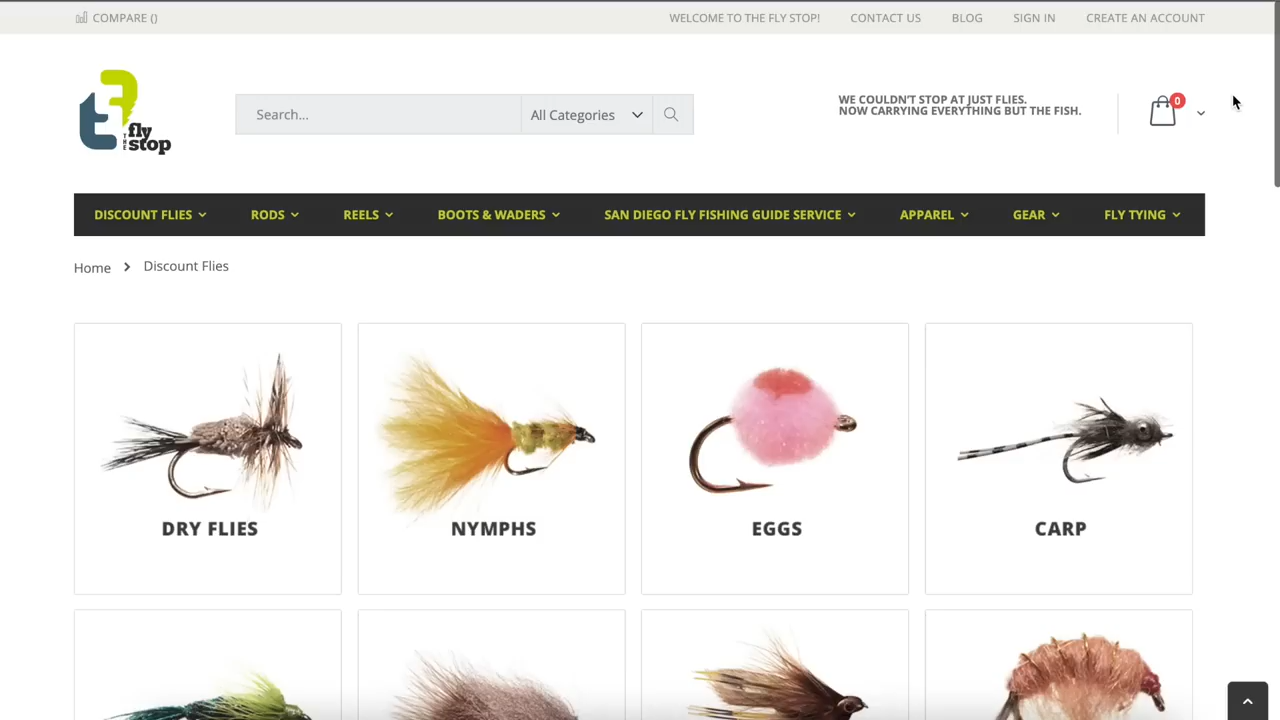 COMPARE ()
WELCOME TO THE FLY STOP!
CONTACT US
BLOG
SIGN IN
CREATE AN ACCOUNT
t THE fly stop
Search...
All Categories
WE COULDN'T STOP AT JUST FLIES.
NOW CARRYING EVERYTHING BUT THE FISH.
0
DISCOUNT FLIES
RODS
REELS
BOOTS & WADERS
SAN DIEGO FLY FISHING GUIDE SERVICE
APPAREL
GEAR
FLY TYING
Home
Discount Flies
DRY FLIES
NYMPHS
EGGS
CARP